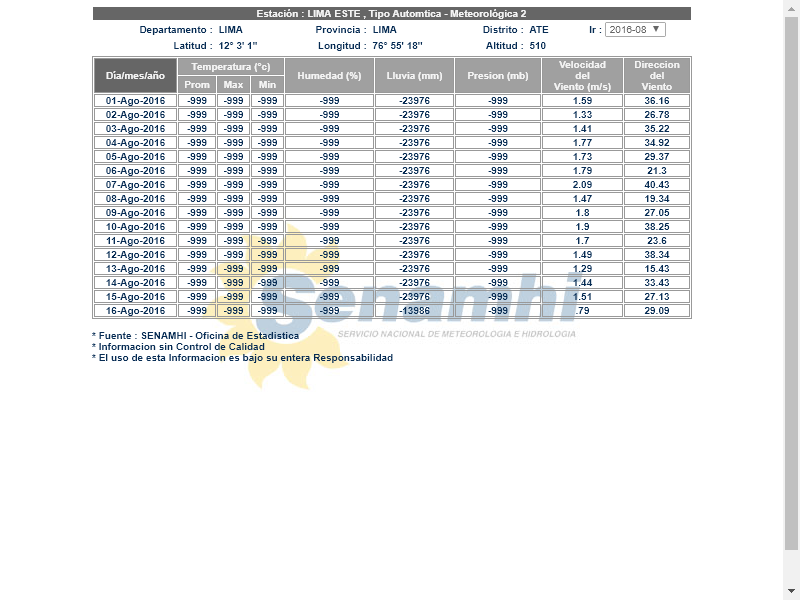 Estación : LIMA ESTE , Tipo Automtica - Meteorológica 2
Departamento : LIMA Provincia : LIMA Distrito : ATE Ir : 2016-08
Latitud : 12° 3' 1" Longitud : 76° 55' 18" Altitud : 510
Día/mes/año Temperatura (°c) Prom Max Min Humedad (%) Lluvia (mm) Presion (mb) Velocidad del Viento (m/s) Direccion del Viento
01-Ago-2016 -999 -999 -999 -999 -23976 -999 1.59 36.16
02-Ago-2016 -999 -999 -999 -999 -23976 -999 1.33 26.78
03-Ago-2016 -999 -999 -999 -999 -23976 -999 1.41 35.22
04-Ago-2016 -999 -999 -999 -999 -23976 -999 1.77 34.92
05-Ago-2016 -999 -999 -999 -999 -23976 -999 1.73 29.37
06-Ago-2016 -999 -999 -999 -999 -23976 -999 1.79 21.3
07-Ago-2016 -999 -999 -999 -999 -23976 -999 2.09 40.43
08-Ago-2016 -999 -999 -999 -999 -23976 -999 1.47 19.34
09-Ago-2016 -999 -999 -999 -999 -23976 -999 1.8 27.05
10-Ago-2016 -999 -999 -999 -999 -23976 -999 1.9 38.25
11-Ago-2016 -999 -999 -999 -999 -23976 -999 1.7 23.6
12-Ago-2016 -999 -999 -999 -999 -23976 -999 1.49 38.34
13-Ago-2016 -999 -999 -999 -999 -23976 -999 1.29 15.43
14-Ago-2016 -999 -999 -999 -999 -23976 -999 1.44 33.43
15-Ago-2016 -999 -999 -999 -999 -23976 -999 1.51 27.13
16-Ago-2016 -999 -999 -999 -999 -13986 -999 .79 29.09
Senamhi
SERVICIO NACIONAL DE METEOROLOGIA E HIDROLOGIA
* Fuente : SENAMHI - Oficina de Estadistica
* Informacion sin Control de Calidad
* El uso de esta Informacion es bajo su entera Responsabilidad